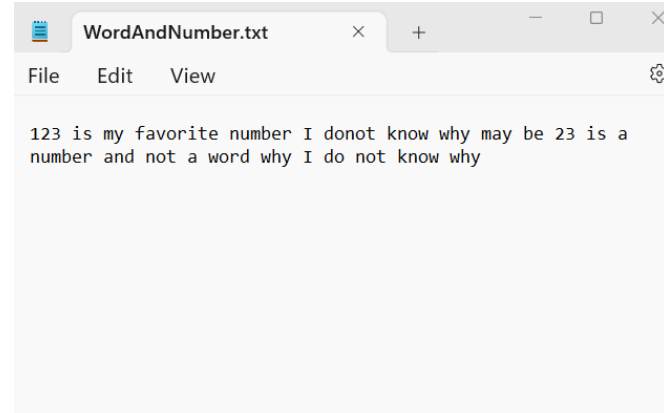 WordAndNumber.txt
File Edit View
123 is my favorite number I donot know why may be 23 is a
number and not a word why I do not know why